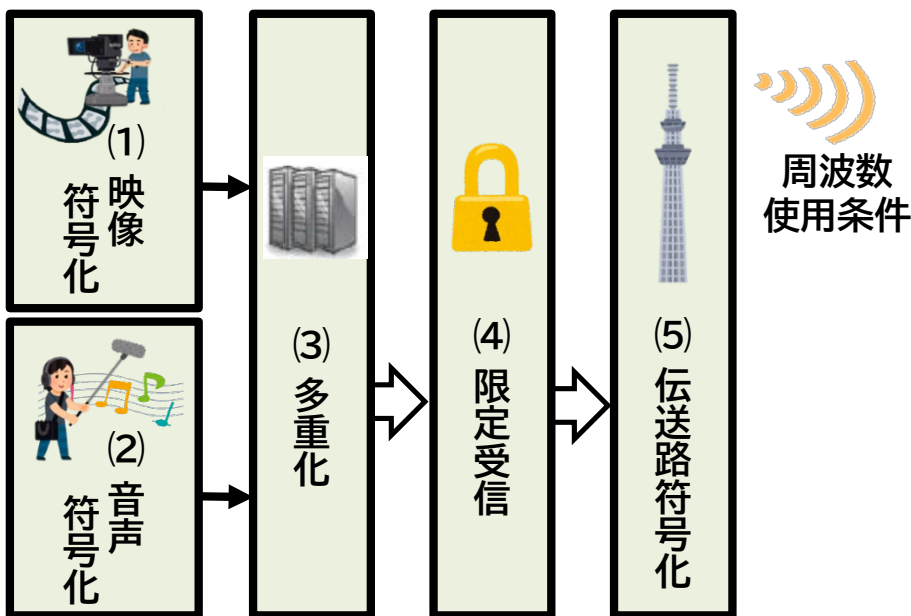 ⑴ 映像
符号化
⑵ 音声
符号化
⑶ 多重化
⑷ 限定受信
⑸ 伝送路符号化
周波数
使用条件